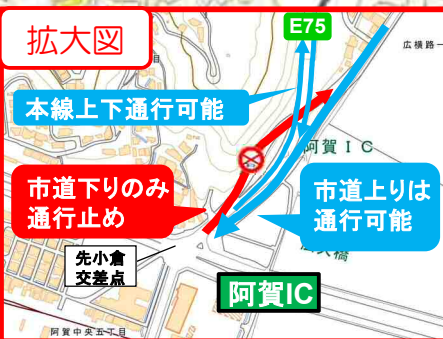 拡大図
E75
広横路一
本線上下通行可能
阿賀IC
市道下りのみ
通行止め
市道上りは
通行可能
先小倉
交差点
阿賀IC
阿賀中央五丁目